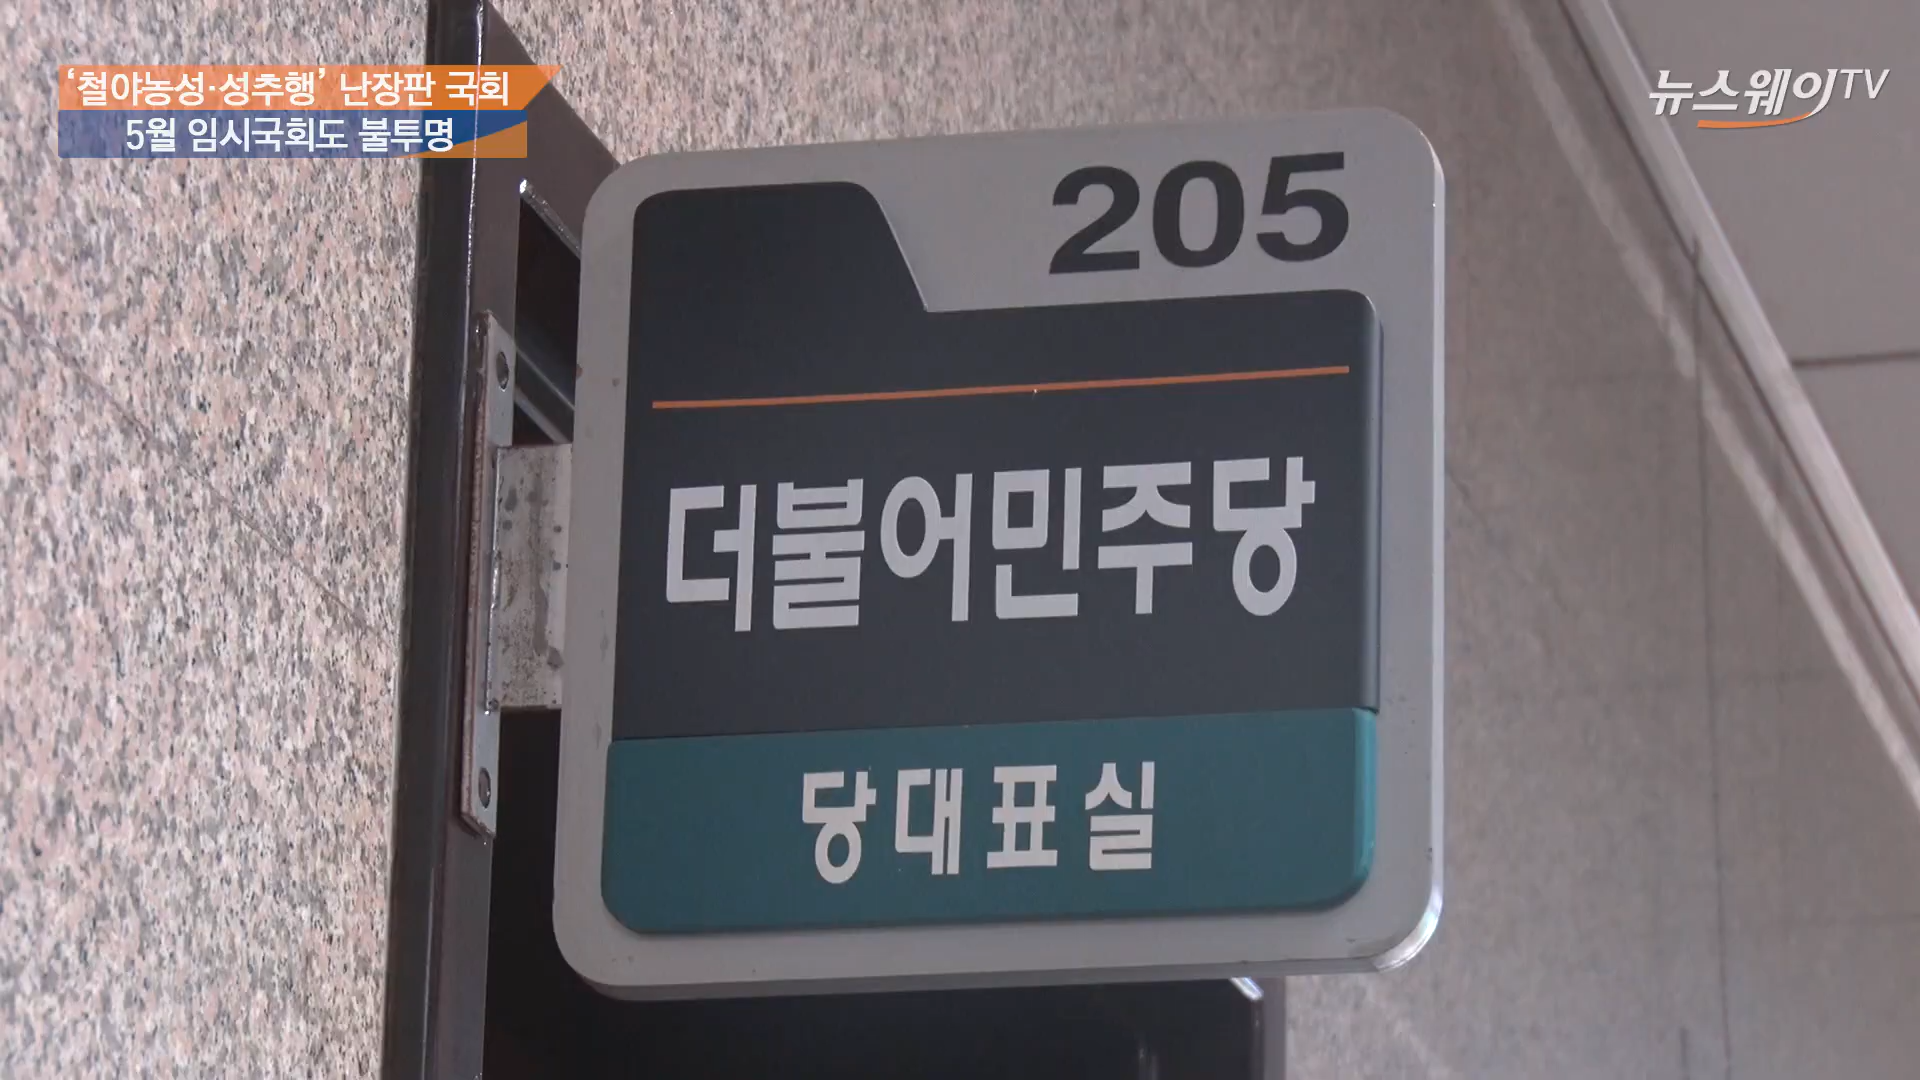 ‘철야농성·성추행’ 난장판 국회
5월 임시국회도 불투명
뉴스웨이TV
205
더불어민주당
당대표실